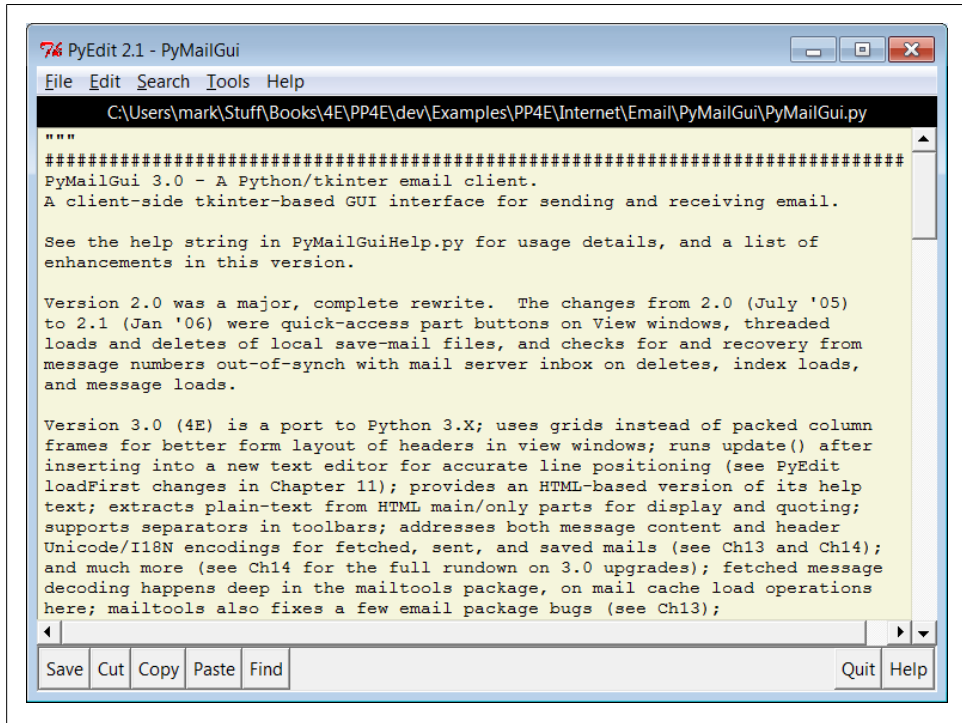 PyEdit 2.1 - PyMailGui
File Edit Search Tools Help
C:\Users\mark\Stuff\Books\4E\PP4E\dev\Examples\PP4E\Internet\Email\PyMailGui\PyMailGui.py
"""
################################################################################
PyMailGui 3.0 - A Python/tkinter email client.
A client-side tkinter-based GUI interface for sending and receiving email.
See the help string in PyMailGuiHelp.py for usage details, and a list of
enhancements in this version.
Version 2.0 was a major, complete rewrite.  The changes from 2.0 (July '05)
to 2.1 (Jan '06) were quick-access part buttons on View windows, threaded
loads and deletes of local save-mail files, and checks for and recovery from
message numbers out-of-synch with mail server inbox on deletes, index loads,
and message loads.
Version 3.0 (4E) is a port to Python 3.X; uses grids instead of packed column
frames for better form layout of headers in view windows; runs update() after
inserting into a new text editor for accurate line positioning (see PyEdit
loadFirst changes in Chapter 11); provides an HTML-based version of its help
text; extracts plain-text from HTML main/only parts for display and quoting;
supports separators in toolbars; addresses both message content and header
Unicode/I18N encodings for fetched, sent, and saved mails (see Ch13 and Ch14);
and much more (see Ch14 for the full rundown on 3.0 upgrades); fetched message
decoding happens deep in the mailtools package, on mail cache load operations
here; mailtools also fixes a few email package bugs (see Ch13);
Save Cut Copy Paste Find Quit Help